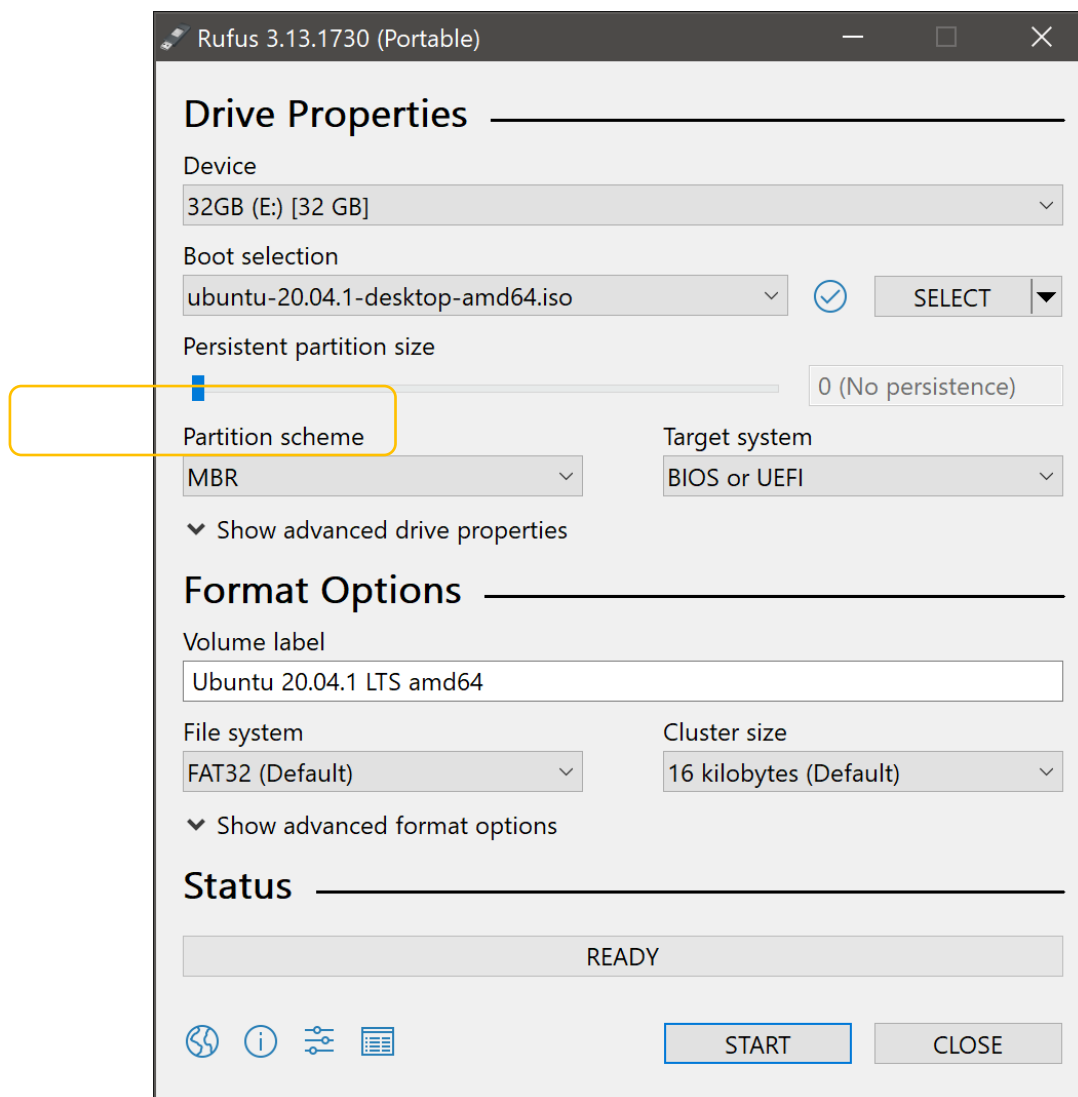 Rufus 3.13.1730 (Portable)
Drive Properties
Device
32GB (E:) [32 GB]
Boot selection
ubuntu-20.04.1-desktop-amd64.iso
SELECT
Persistent partition size
0 (No persistence)
Partition scheme
Target system
MBR
BIOS or UEFI
Show advanced drive properties
Format Options
Volume label
Ubuntu 20.04.1 LTS amd64
File system
Cluster size
FAT32 (Default)
16 kilobytes (Default)
Show advanced format options
Status
READY
START
CLOSE